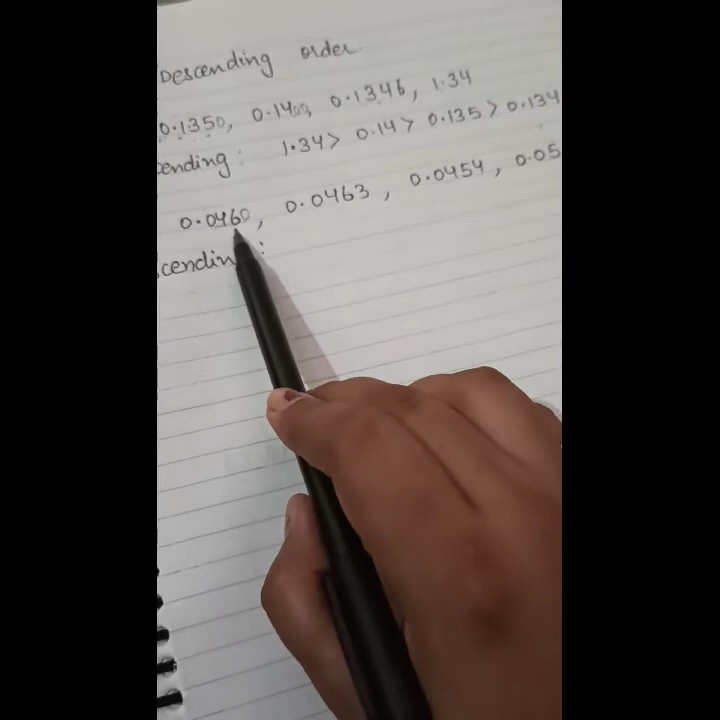 Descending order.
0.1350, 0.1400, 0.1346, 1.34
cending: 1.34 > 0.14 > 0.135 > 0.134
0.0460, 0.0463, 0.0454, 0.05
scendin :